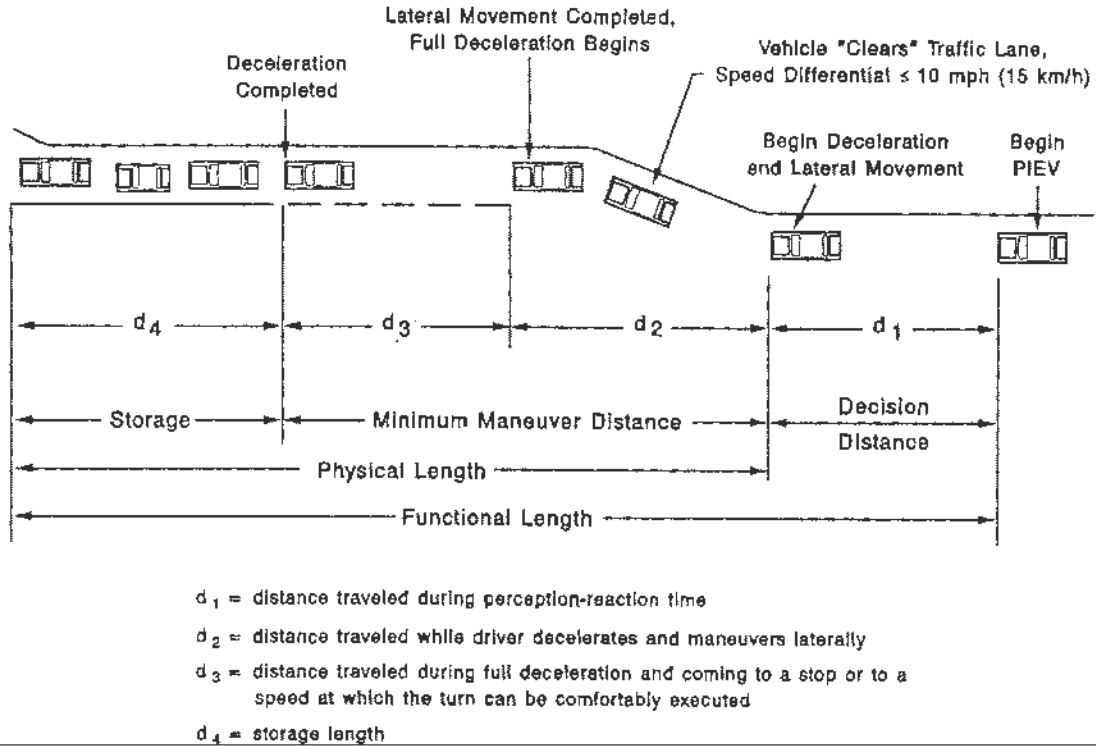 Lateral Movement Completed,
Full Deceleration Begins
Vehicle "Clears" Traffic Lane,
Speed Differential ≤ 10 mph (15 km/h)
Deceleration
Completed
Begin Deceleration
and Lateral Movement
Begin
PIEV
d4
d3
d2
d1
Storage
Minimum Maneuver Distance
Decision
Distance
Physical Length
Functional Length
d1 = distance traveled during perception-reaction time
d2 = distance traveled while driver decelerates and maneuvers laterally
d3 = distance traveled during full deceleration and coming to a stop or to a
speed at which the turn can be comfortably executed
d4 = storage length